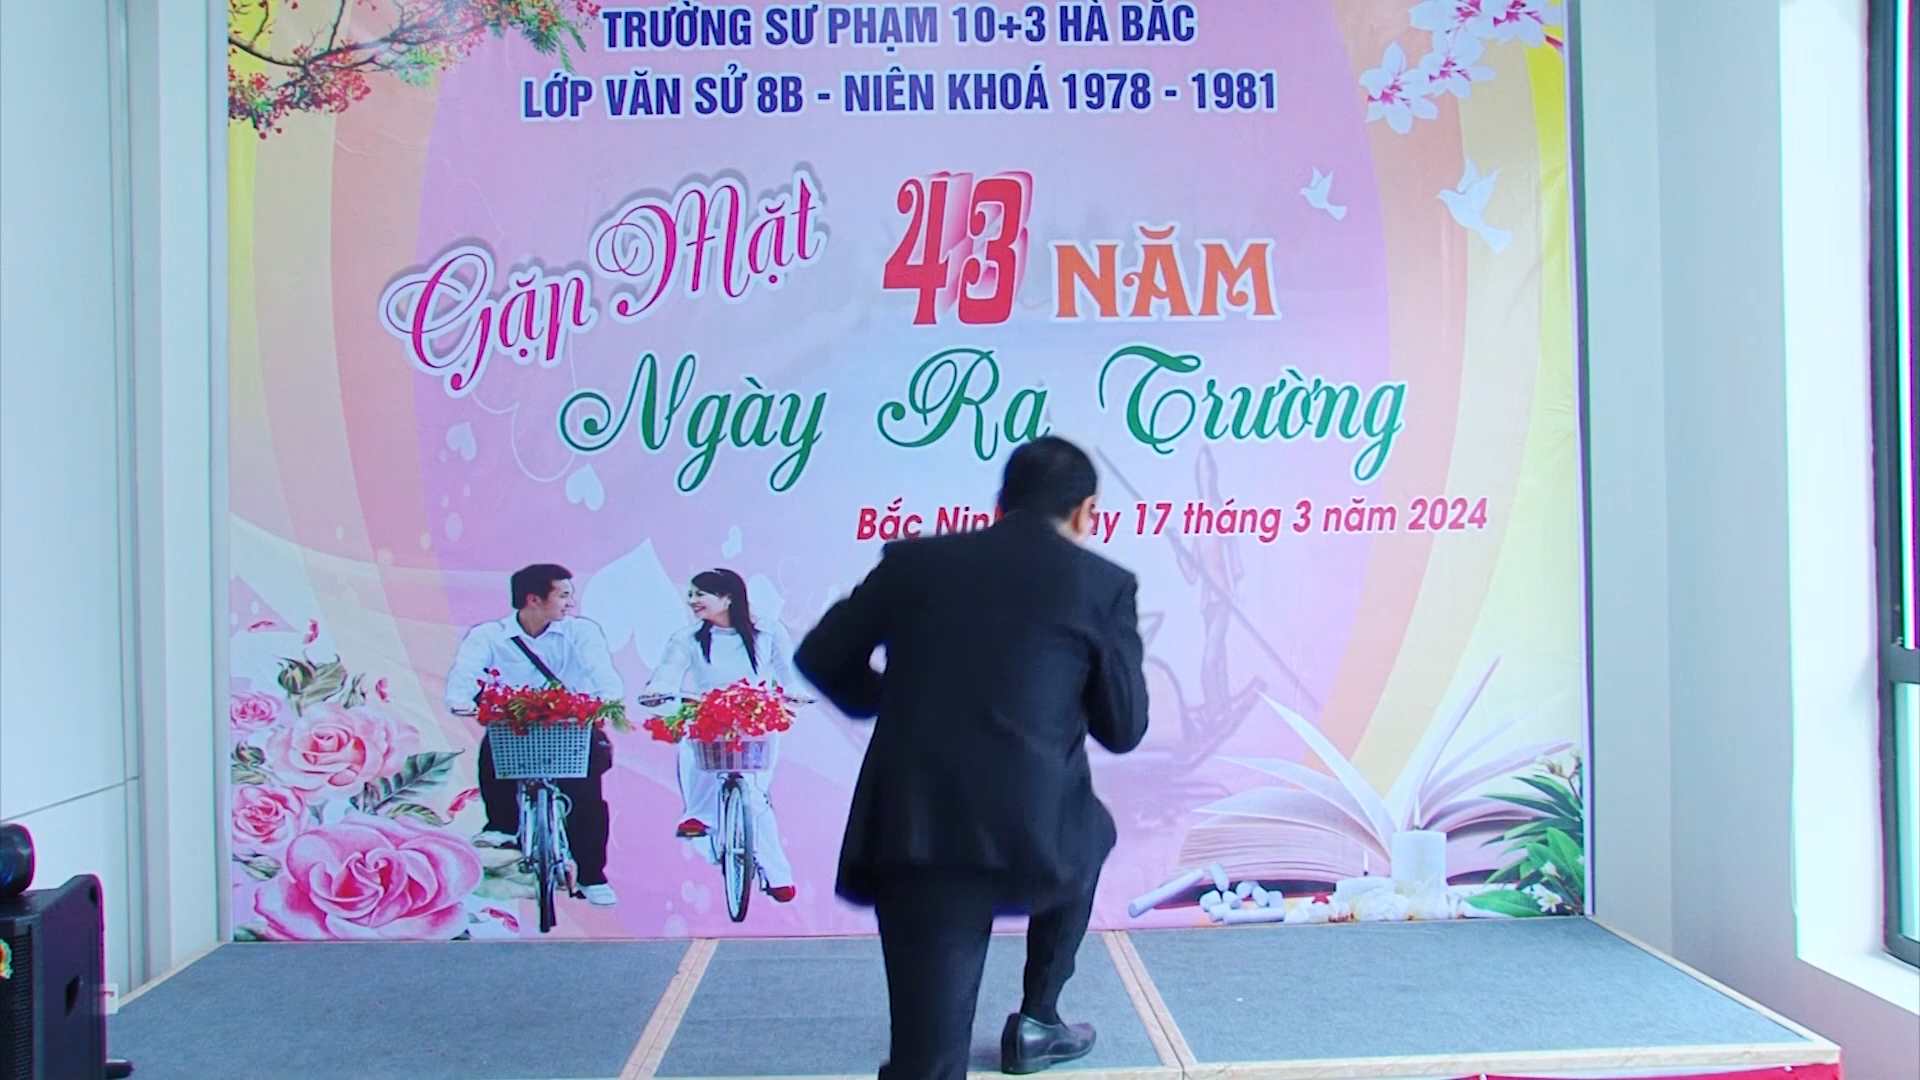 TRƯỜNG SƯ PHẠM 10+3 HÀ BẮC
LỚP VĂN SỬ 8B - NIÊN KHOÁ 1978 - 1981
Gặp Mặt 43 NĂM
Ngày Ra Trường
Bắc 17 tháng 3 năm 2024